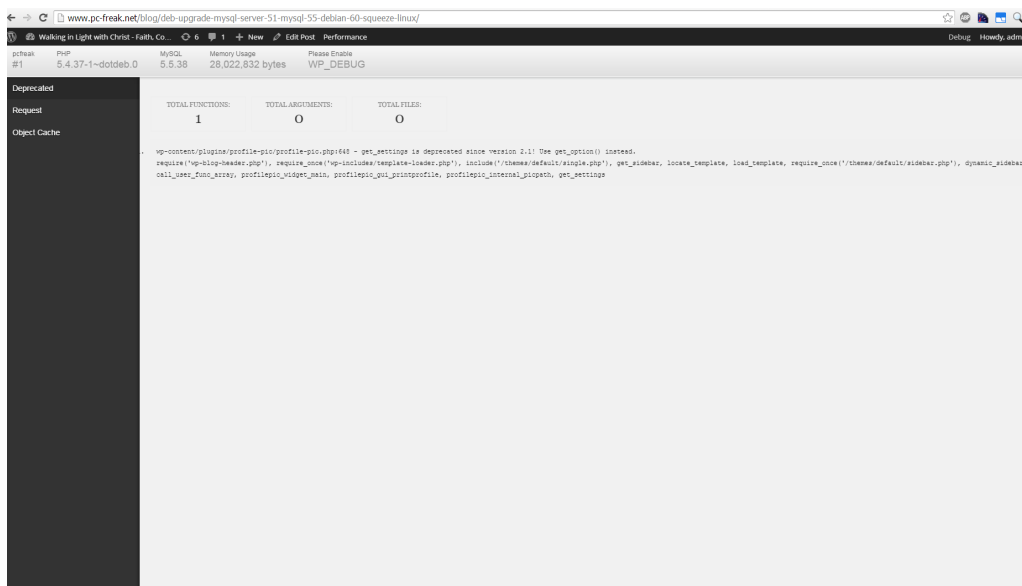 www.pc-freak.net/blog/deb-upgrade-mysql-server-51-mysql-55-debian-60-squeeze-linux/
Walking in Light with Christ - Faith, Co... 6 1 + New Edit Post Performance Debug Howdy, adm
pcfreak PHP MySQL Memory Usage Please Enable
#1 5.4.37-1~dotdeb.0 5.5.38 28,022,832 bytes WP_DEBUG
Deprecated
Request
Object Cache
TOTAL FUNCTIONS: TOTAL ARGUMENTS: TOTAL FILES:
1 0 0
wp-content/plugins/profile-pic/profile-pic.php:648 - get_settings is deprecated since version 2.1! Use get_option() instead.
require('wp-blog-header.php'), require_once('wp-includes/template-loader.php'), include('/themes/default/single.php'), get_sidebar, locate_template, load_template, require_once('/themes/default/sidebar.php'), dynamic_sidebar
call_user_func_array, profilepic_widget_main, profilepic_gui_printprofile, profilepic_internal_picpath, get_settings